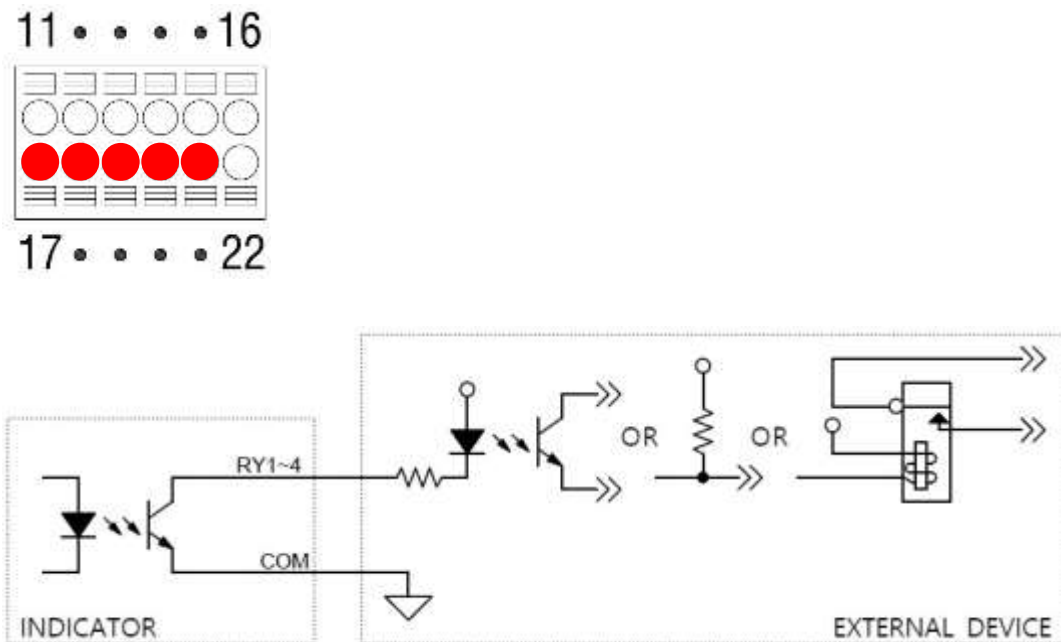 11 • • • • 16
17 • • • • 22
RY1~4
OR
OR
COM
INDICATOR
EXTERNAL DEVICE